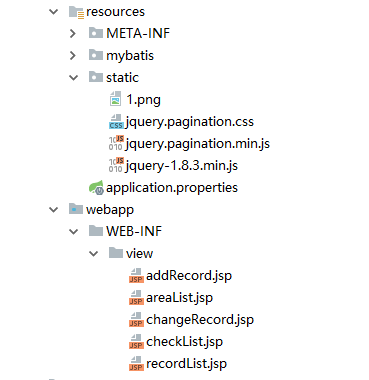 resources
META-INF
mybatis
static
1.png
jquery.pagination.css
jquery.pagination.min.js
jquery-1.8.3.min.js
application.properties
webapp
WEB-INF
view
addRecord.jsp
areaList.jsp
changeRecord.jsp
checkList.jsp
recordList.jsp